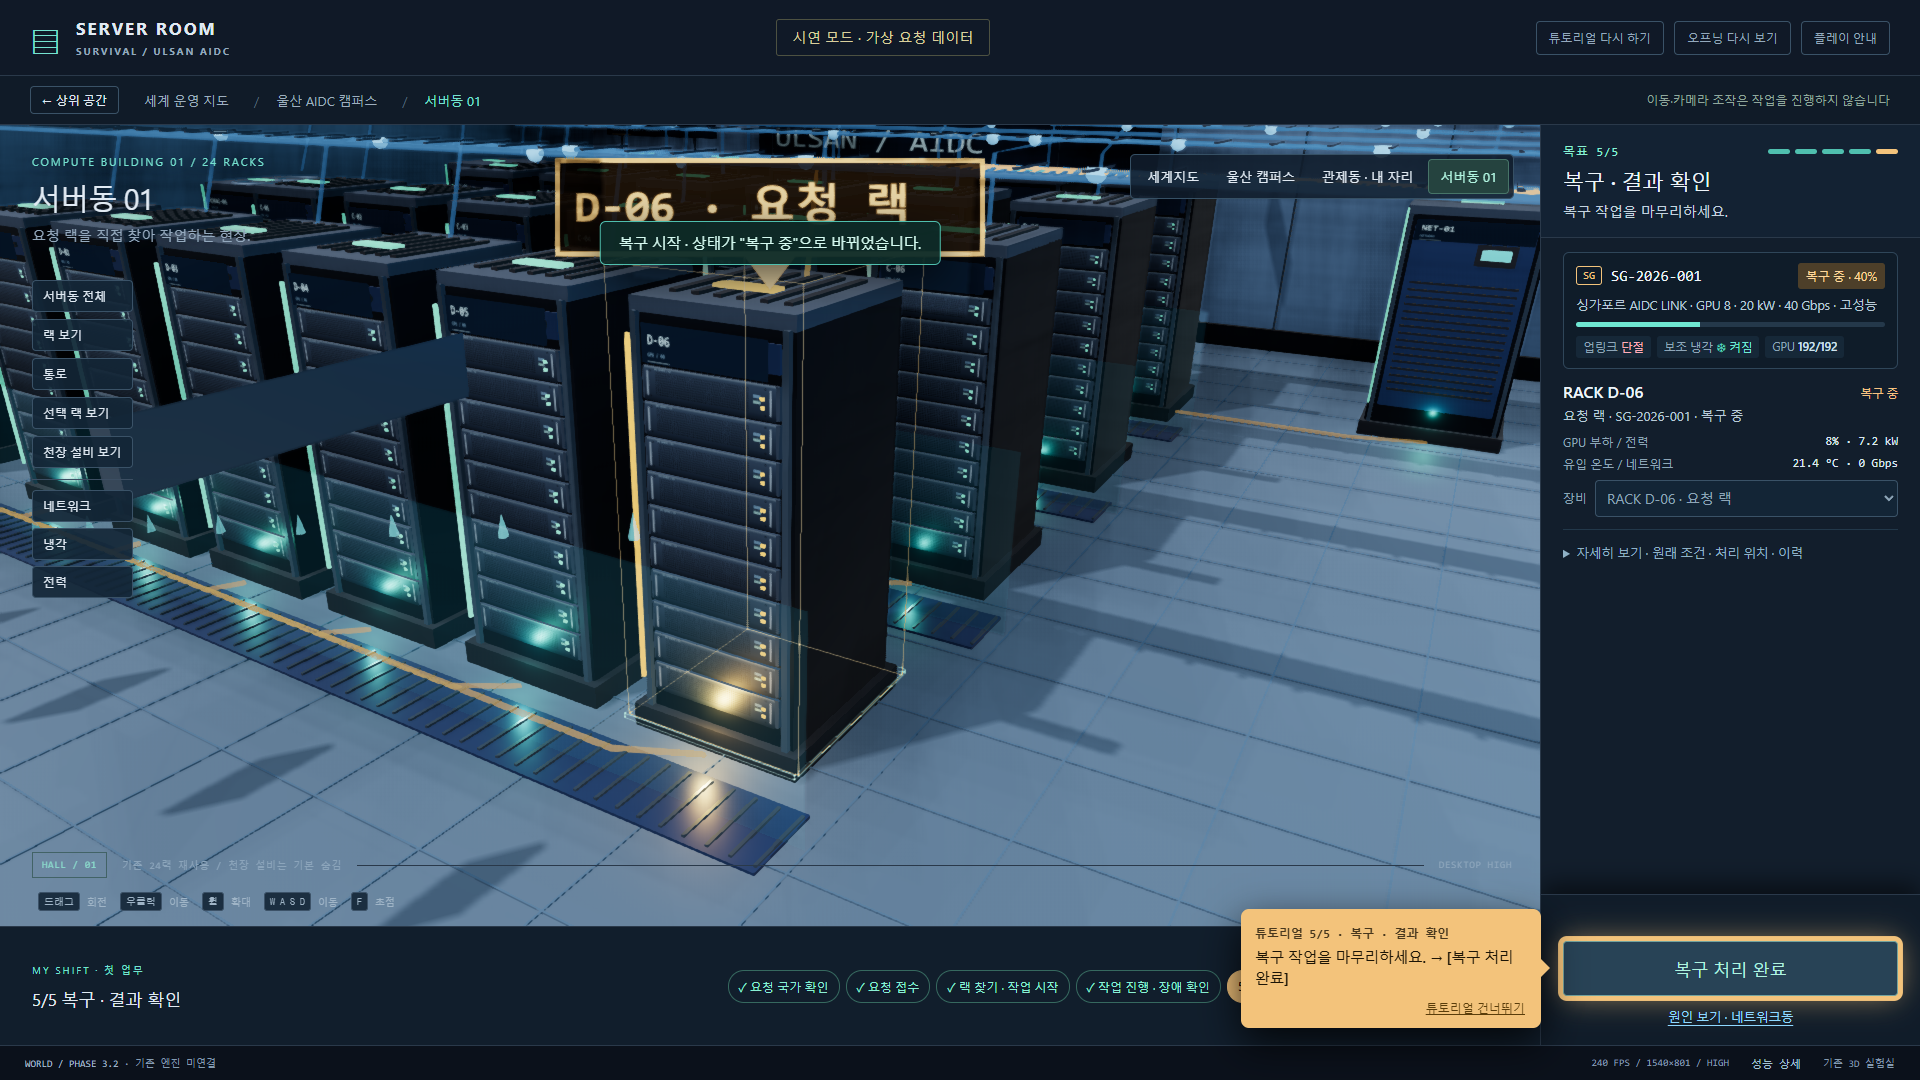 SERVER ROOM
SURVIVAL / ULSAN AIDC
시연 모드 · 가상 요청 데이터
튜토리얼 다시 하기
오프닝 다시 보기
플레이 안내
← 상위 공간
세계 운영 지도 / 울산 AIDC 캠퍼스 / 서버동 01
이동·카메라 조작은 작업을 진행하지 않습니다
COMPUTE BUILDING 01 / 24 RACKS
서버동 01
요청 랙을 직접 찾아 작업하는 현장.
ULSAN / AIDC
D-06 · 요청 랙
복구 시작 · 상태가 "복구 중"으로 바뀌었습니다.
세계지도
울산 캠퍼스
관제동 · 내 자리
서버동 01
서버동 전체
랙 보기
통로
선택 랙 보기
천장 설비 보기
네트워크
냉각
전력
D-04
D-05
D-06
NET-01
목표 5/5
복구 · 결과 확인
복구 작업을 마무리하세요.
SG SG-2026-001
복구 중 · 40%
싱가포르 AIDC LINK · GPU 8 · 20 kW · 40 Gbps · 고성능
업링크 단절
보조 냉각 ❄ 켜짐
GPU 192/192
RACK D-06
복구 중
요청 랙 · SG-2026-001 · 복구 중
GPU 부하 / 전력
8% · 7.2 kW
유입 온도 / 네트워크
21.4 °C · 0 Gbps
장비
RACK D-06 · 요청 랙
▶ 자세히 보기 · 원래 조건 · 처리 위치 · 이력
HALL / 01
기존 24랙 재사용 / 천장 설비는 기본 숨김
DESKTOP HIGH
드래그 회전 우클릭 이동 휠 확대 W A S D 이동 F 초점
MY SHIFT · 첫 업무
5/5 복구 · 결과 확인
✓ 요청 국가 확인
✓ 요청 접수
✓ 랙 찾기 · 작업 시작
✓ 작업 진행 · 장애 확인
튜토리얼 5/5 · 복구 · 결과 확인
복구 작업을 마무리하세요. → [복구 처리
완료]
튜토리얼 건너뛰기
복구 처리 완료
원인 보기 · 네트워크동
WORLD / PHASE 3.2 · 기존 엔진 미연결
240 FPS / 1540×801 / HIGH
성능 상세
기존 3D 실험실